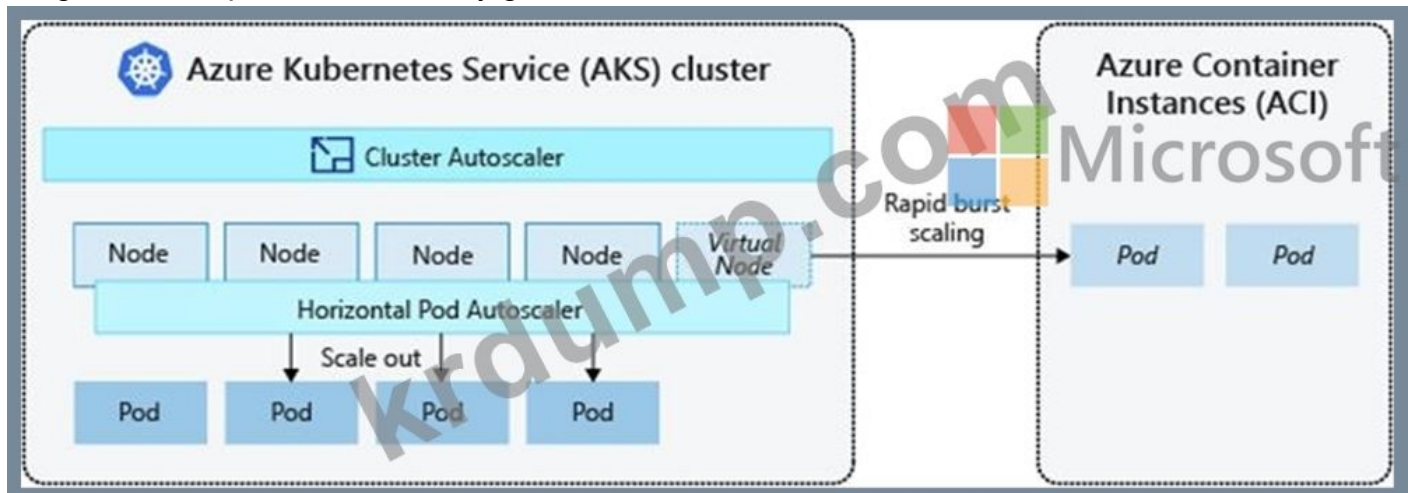 Azure Kubernetes Service (AKS) cluster
Azure Container
Instances (ACI)
Microsoft
Cluster Autoscaler
Rapid burst
scaling
Node
Node
Node
Node
Virtual
Node
Pod
Pod
Horizontal Pod Autoscaler
Scale out
Pod
Pod
Pod
Pod
krdump.com